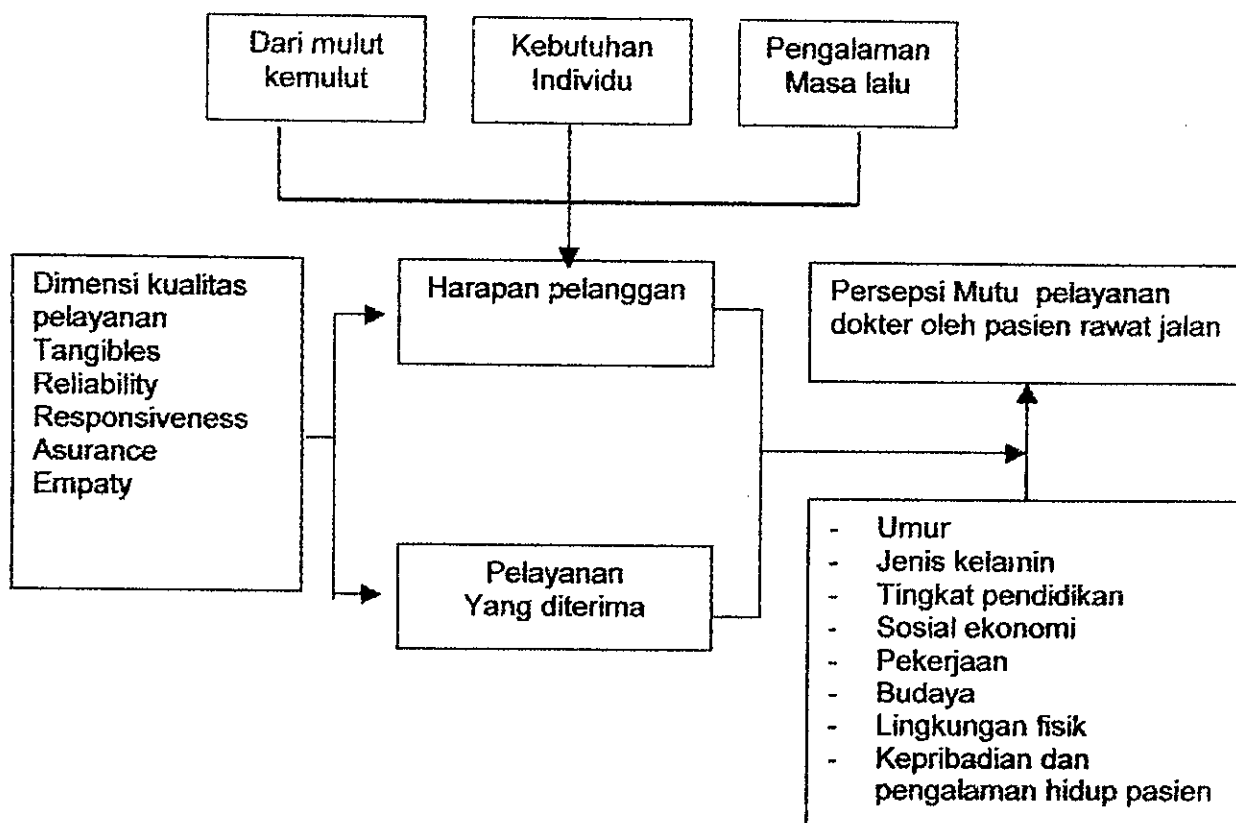 Dari mulut
kemulut
Kebutuhan
Individu
Pengalaman
Masa lalu
Dimensi kualitas
pelayanan
Tangibles
Reliability
Responsiveness
Asurance
Empaty
Harapan pelanggan
Pelayanan
Yang diterima
Persepsi Mutu pelayanan
dokter oleh pasien rawat jalan
- Umur
- Jenis kelamin
- Tingkat pendidikan
- Sosial ekonomi
- Pekerjaan
- Budaya
- Lingkungan fisik
- Kepribadian dan
pengalaman hidup pasien